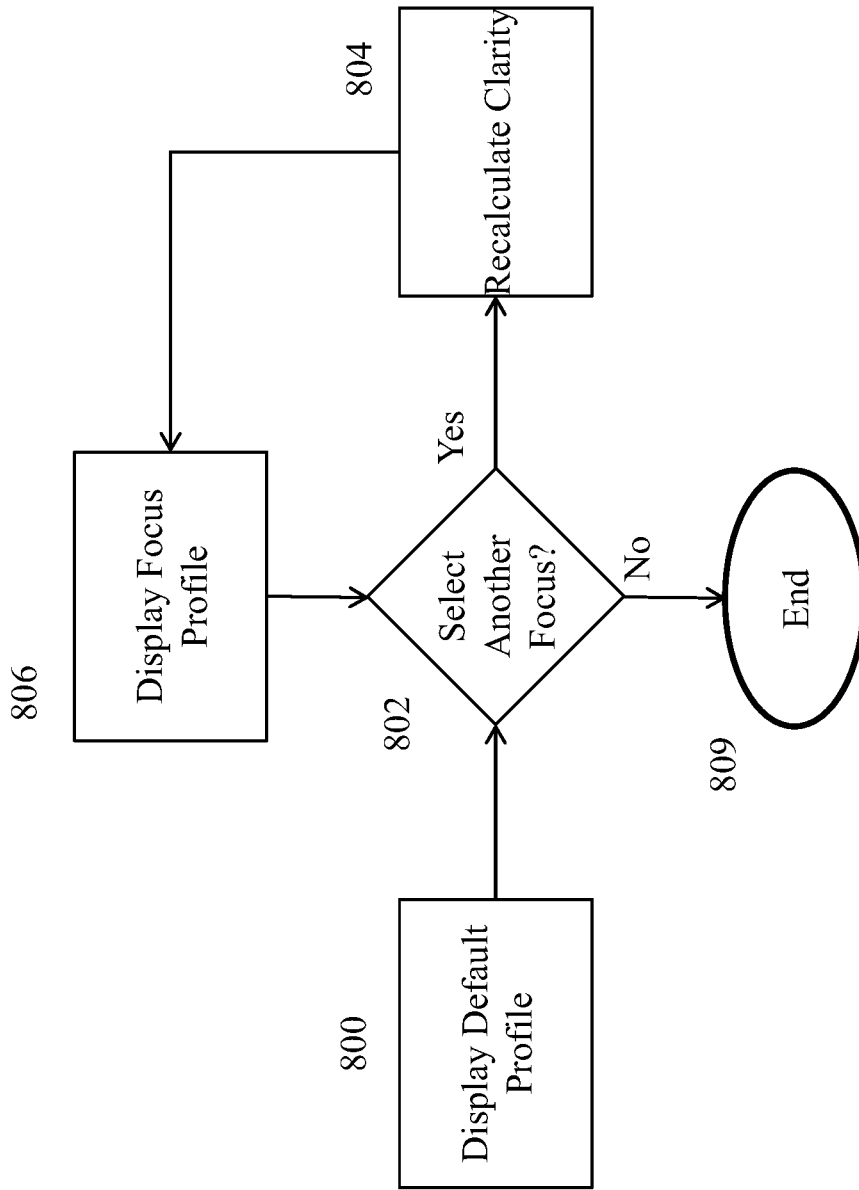 800
Display Default
Profile
802
Select
Another
Focus?
Yes
804
Recalculate Clarity
806
Display Focus
Profile
No
809
End